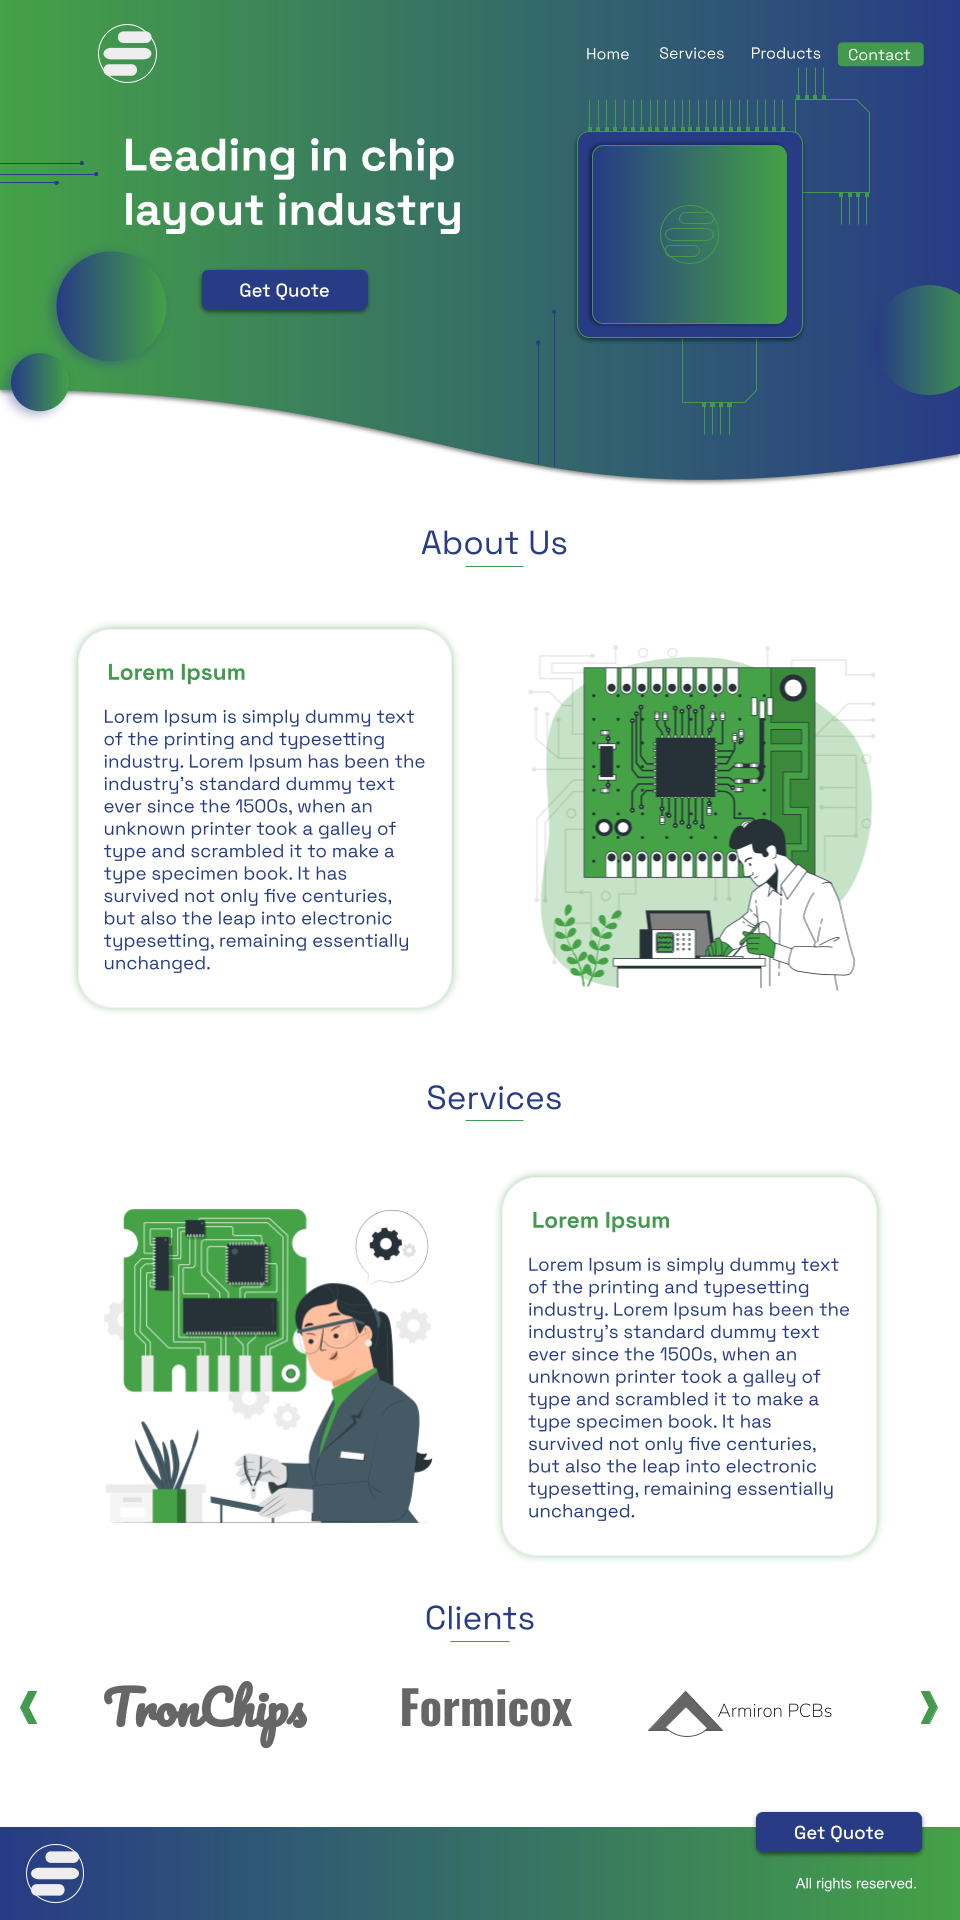 Home Services Products Contact
Leading in chip
layout industry
Get Quote
About Us
Lorem Ipsum
Lorem Ipsum is simply dummy text
of the printing and typesetting
industry. Lorem Ipsum has been the
industry's standard dummy text
ever since the 1500s, when an
unknown printer took a galley of
type and scrambled it to make a
type specimen book. It has
survived not only five centuries,
but also the leap into electronic
typesetting, remaining essentially
unchanged.
Services
Lorem Ipsum
Lorem Ipsum is simply dummy text
of the printing and typesetting
industry. Lorem Ipsum has been the
industry's standard dummy text
ever since the 1500s, when an
unknown printer took a galley of
type and scrambled it to make a
type specimen book. It has
survived not only five centuries,
but also the leap into electronic
typesetting, remaining essentially
unchanged.
Clients
TronChips
Formicox
Armiron PCBs
Get Quote
All rights reserved.